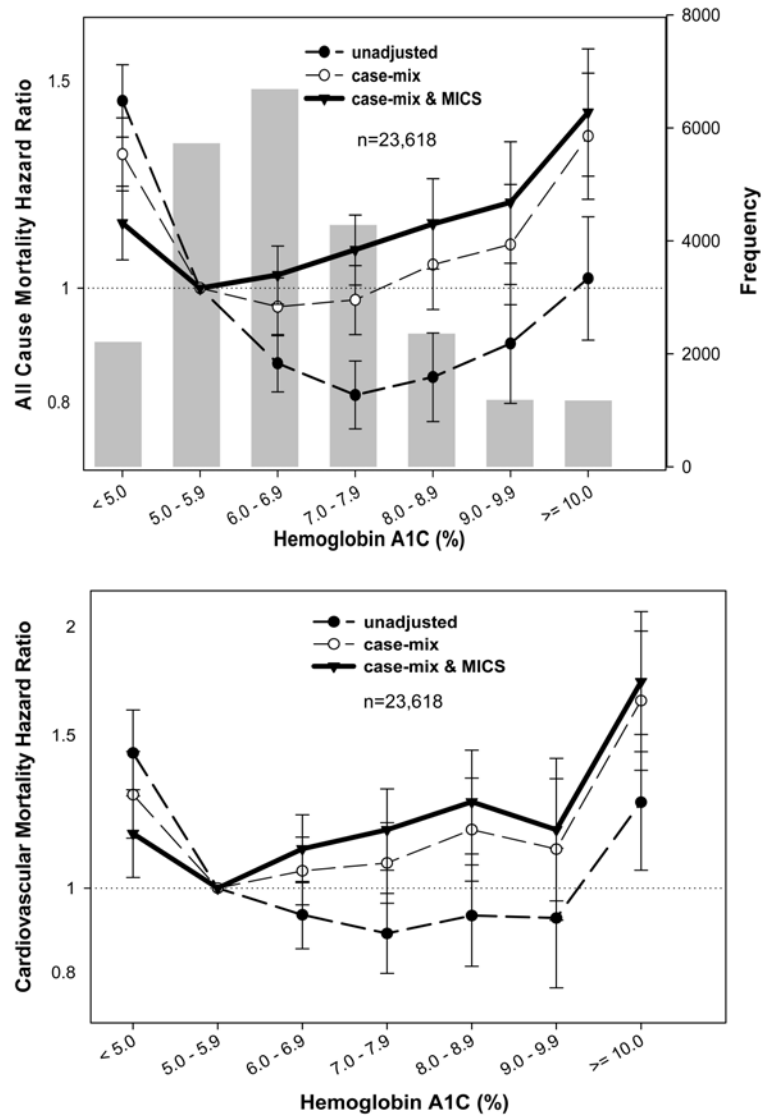 8000
unadjusted
1.5
case-mix
case-mix & MICS
n=23,618
6000
All Cause Mortality Hazard Ratio
Frequency
4000
1
2000
0.8
0
< 5.0
5.0 - 5.9
6.0 - 6.9
7.0 - 7.9
8.0 - 8.9
9.0 - 9.9
>= 10.0
Hemoglobin A1C (%)
2
unadjusted
case-mix
case-mix & MICS
n=23,618
1.5
Cardiovascular Mortality Hazard Ratio
1
0.8
< 5.0
5.0 - 5.9
6.0 - 6.9
7.0 - 7.9
8.0 - 8.9
9.0 - 9.9
>= 10.0
Hemoglobin A1C (%)